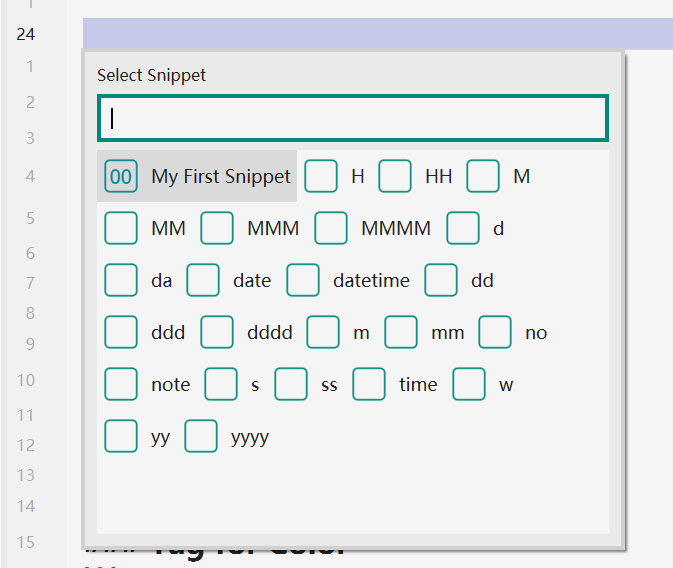 24
1
Select Snippet
2
3
4 00 My First Snippet H HH M
5 MM MMM MMMM d
6
7 da date datetime dd
8
9 ddd dddd m mm no
10 note s ss time w
11
12 yy yyyy
13
14
15